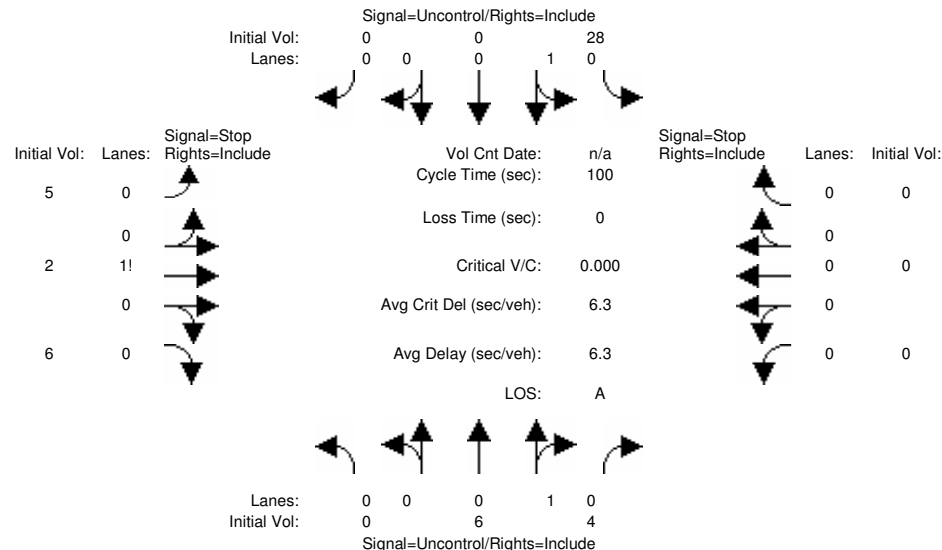 Signal=Uncontrol/Rights=Include
Initial Vol: 0 0 28
Lanes: 0 0 0 1 0
Signal=Stop Signal=Stop
Initial Vol: Lanes: Rights=Include Vol Cnt Date: n/a Rights=Include Lanes: Initial Vol:
Cycle Time (sec): 100
5 0 0 0
Loss Time (sec): 0
0 0
2 1! Critical V/C: 0.000 0 0
0 Avg Crit Del (sec/veh): 6.3 0
6 0 Avg Delay (sec/veh): 6.3 0 0
LOS: A
Lanes: 0 0 0 1 0
Initial Vol: 0 6 4
Signal=Uncontrol/Rights=Include